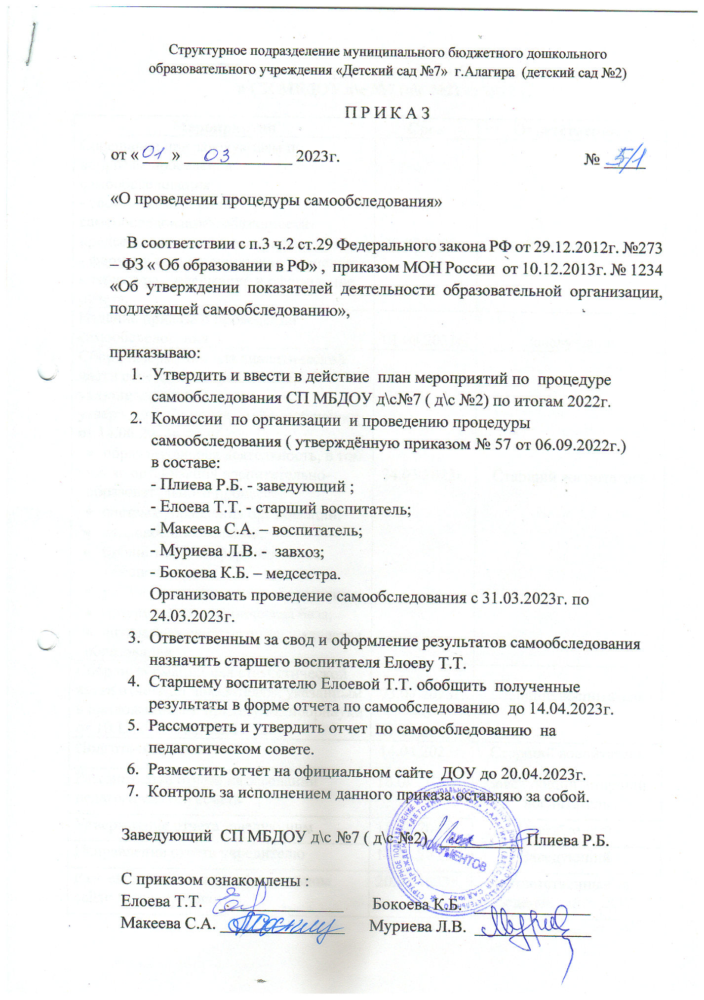 Структурное подразделение муниципального бюджетного дошкольного
образовательного учреждения «Детский сад №7» г.Алагира (детский сад №2)
П Р И К А З
от « 01 » 03 2023г. № 5/1
«О проведении процедуры самообследования»
В соответствии с п.3 ч.2 ст.29 Федерального закона РФ от 29.12.2012г. №273
– ФЗ « Об образовании в РФ» , приказом МОН России от 10.12.2013г. № 1234
«Об утверждении показателей деятельности образовательной организации,
подлежащей самообследованию»,
приказываю:
1. Утвердить и ввести в действие план мероприятий по процедуре
самообследования СП МБДОУ д\с№7 ( д\с №2) по итогам 2022г.
2. Комиссии по организации и проведению процедуры
самообследования ( утверждённую приказом № 57 от 06.09.2022г.)
в составе:
- Плиева Р.Б. - заведующий ;
- Елоева Т.Т. - старший воспитатель;
- Макеева С.А. – воспитатель;
- Муриева Л.В. - завхоз;
- Бокоева К.Б. – медсестра.
Организовать проведение самообследования с 31.03.2023г. по
24.03.2023г.
3. Ответственным за свод и оформление результатов самообследования
назначить старшего воспитателя Елоеву Т.Т.
4. Старшему воспитателю Елоевой Т.Т. обобщить полученные
результаты в форме отчета по самообследованию до 14.04.2023г.
5. Рассмотреть и утвердить отчет по самоосбледованию на
педагогическом совете.
6. Разместить отчет на официальном сайте ДОУ до 20.04.2023г.
7. Контроль за исполнением данного приказа оставляю за собой.
Заведующий СП МБДОУ д\с №7 ( д\с №2) Плиева Р.Б.
ДЛЯ
ДОКУМЕНТОВ
С приказом ознакомлены :
Елоева Т.Т. Бокоева К.Б.
Макеева С.А. Муриева Л.В.